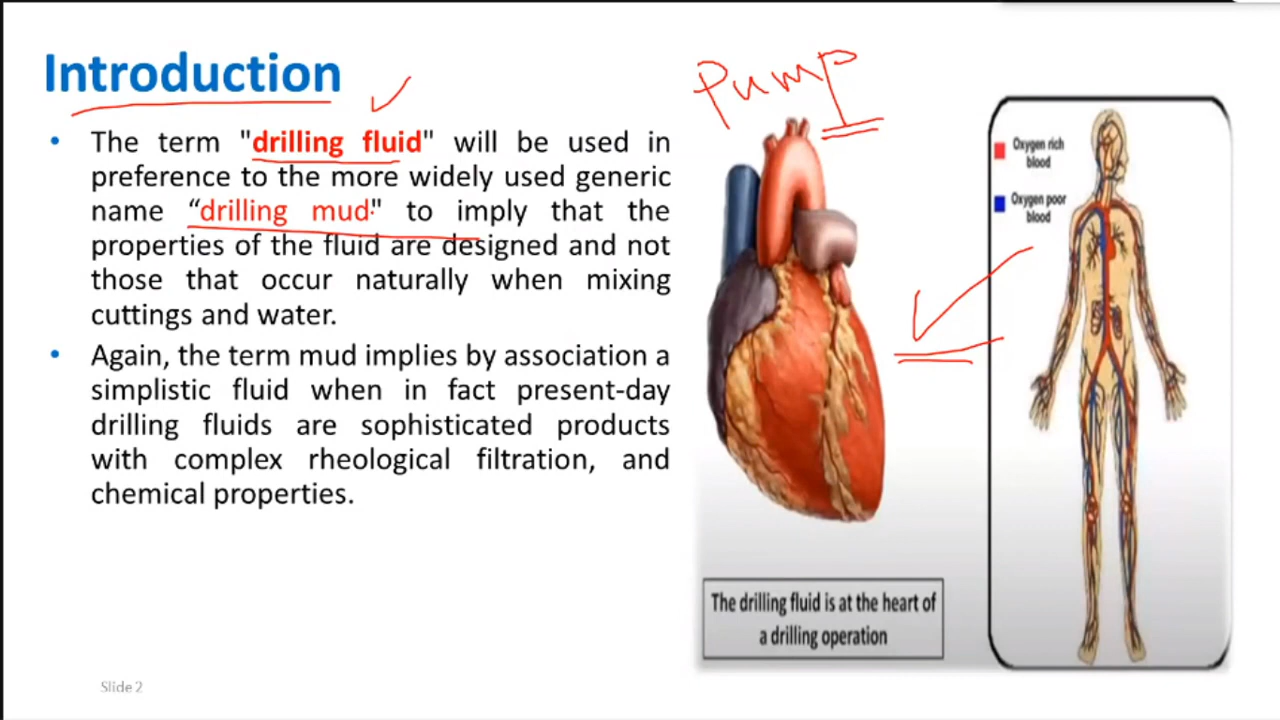 Introduction
• The term "drilling fluid" will be used in
preference to the more widely used generic
name “drilling mud" to imply that the
properties of the fluid are designed and not
those that occur naturally when mixing
cuttings and water.
• Again, the term mud implies by association a
simplistic fluid when in fact present-day
drilling fluids are sophisticated products
with complex rheological filtration, and
chemical properties.
Pump
Oxygen rich
blood
Oxygen poor
blood
The drilling fluid is at the heart of
a drilling operation
Slide 2